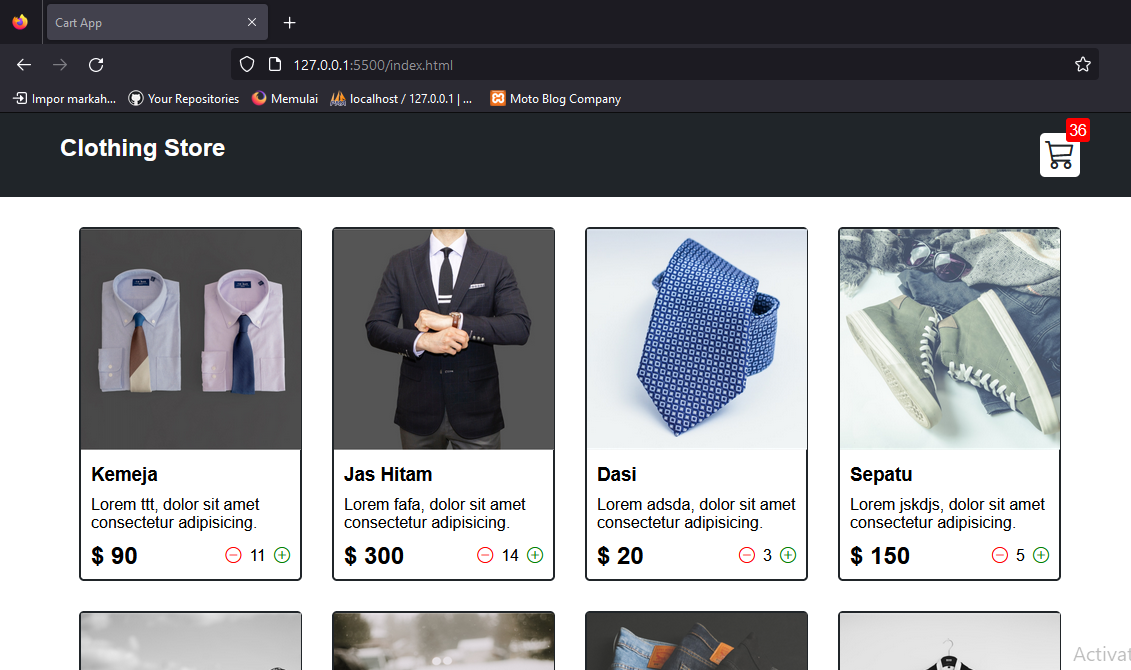 Cart App
127.0.0.1:5500/index.html
Impor markah...
Your Repositories
Memulai
localhost / 127.0.0.1 | ...
Moto Blog Company
Clothing Store
36
Kemeja
Lorem ttt, dolor sit amet
consectetur adipisicing.
$ 90
11
Jas Hitam
Lorem fafa, dolor sit amet
consectetur adipisicing.
$ 300
14
Dasi
Lorem adsda, dolor sit amet
consectetur adipisicing.
$ 20
3
Sepatu
Lorem jskdjs, dolor sit amet
consectetur adipisicing.
$ 150
5
Activat